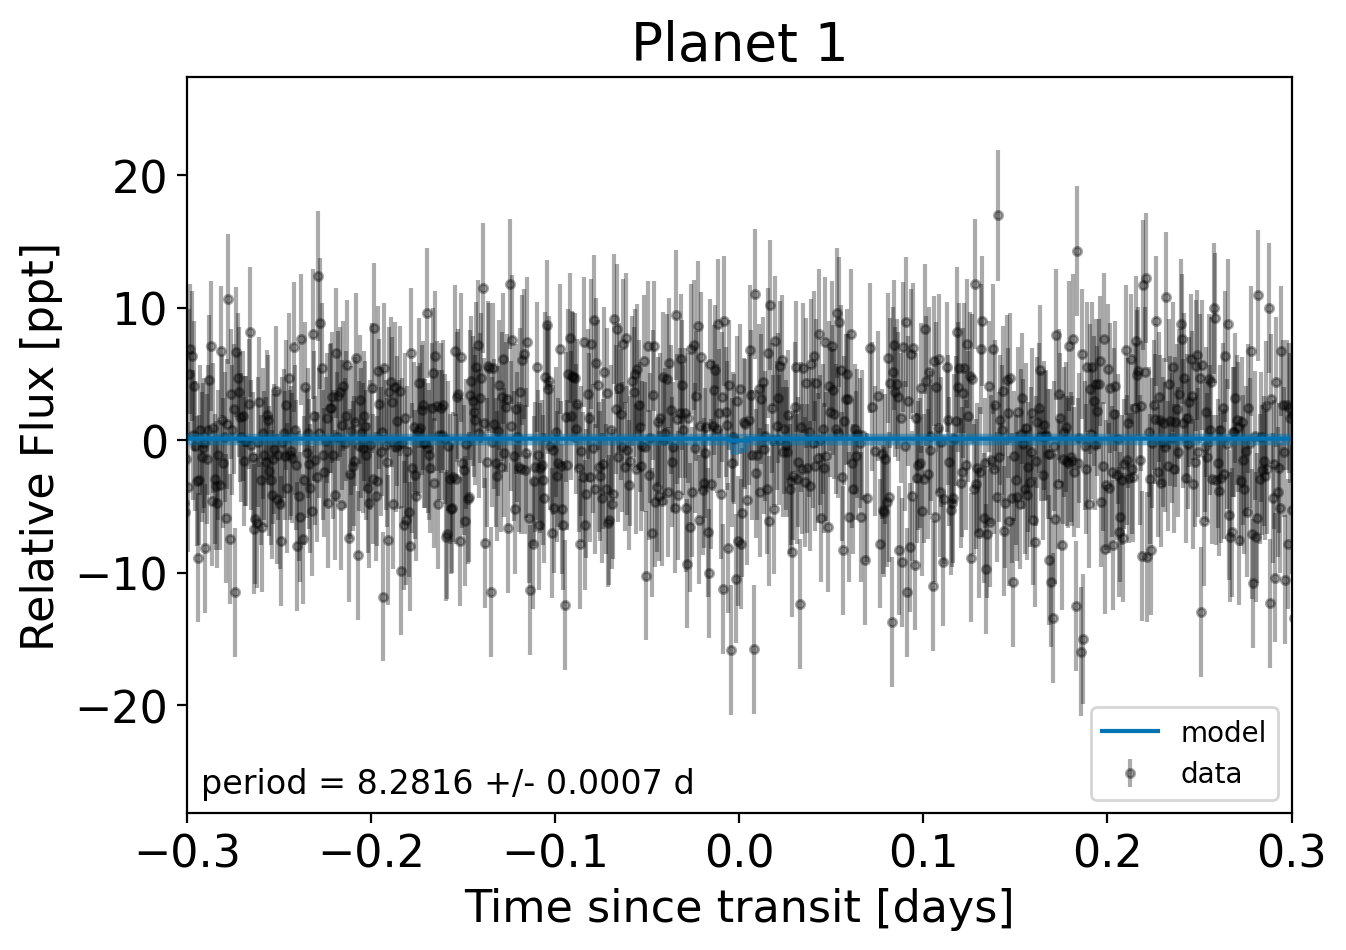 Planet 1
Relative Flux [ppt]
20
10
0
−10
−20
model
data
period = 8.2816 +/- 0.0007 d
−0.3 −0.2 −0.1 0.0 0.1 0.2 0.3
Time since transit [days]